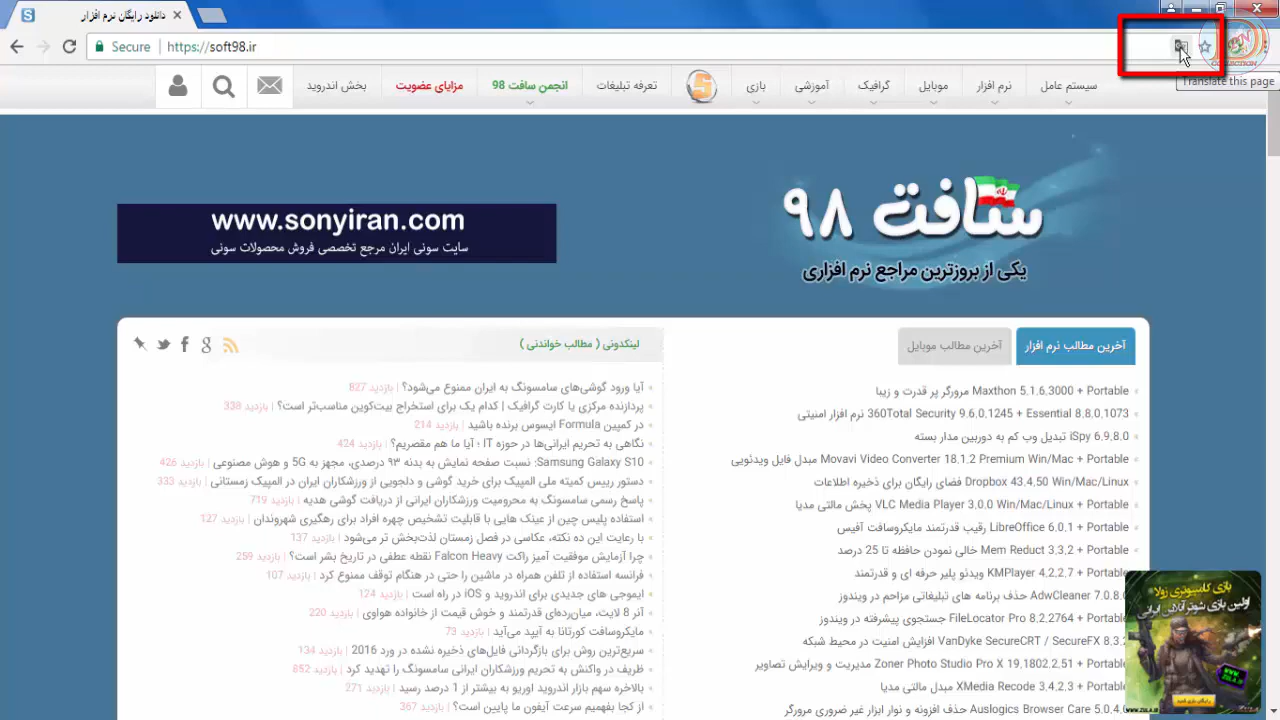 دانلود رایگان نرم افزار
Secure | https://soft98.ir
Translate this page
سیستم عامل
نرم افزار
موبایل
گرافیک
آموزشی
بازی
تعرفه تبلیغات
انجمن سافت 98
مزایای عضویت
بخش اندروید
سافت ۹۸
یکی از بروزترین مراجع نرم افزاری
www.sonyiran.com
سایت سونی ایران مرجع تخصصی فروش محصولات سونی
آخرین مطالب نرم افزار
آخرین مطالب موبایل
Maxthon 5.1.6.3000 + Portable مرورگر پر قدرت و زیبا
360Total Security 9.6.0.1245 + Essential 8.8.0.1073 نرم افزار امنیتی
iSpy 6.9.8.0 تبدیل وب کم به دوربین مدار بسته
Movavi Video Converter 18.1.2 Premium Win/Mac + Portable مبدل فایل ویدئویی
Dropbox 43.4.50 Win/Mac/Linux فضای رایگان برای ذخیره اطلاعات
VLC Media Player 3.0.0 Win/Mac/Linux + Portable پخش مالتی مدیا
LibreOffice 6.0.1 + Portable رقیب قدرتمند مایکروسافت آفیس
Mem Reduct 3.3.2 + Portable خالی نمودن حافظه تا 25 درصد
KMPlayer 4.2.2.7 + Portable ویدئو پلیر حرفه ای و قدرتمند
AdwCleaner 7.0.8. حذف برنامه های تبلیغاتی مزاحم در ویندوز
FileLocator Pro 8.2.2764 + Portable جستجوی پیشرفته در ویندوز
VanDyke SecureCRT / SecureFX 8.3.2 افزایش امنیت در محیط شبکه
Zoner Photo Studio Pro X 19.1802.2.51 + Portable مدیریت و ویرایش تصاویر
XMedia Recode 3.4.2.3 + Portable مبدل مالتی مدیا
Auslogics Browser Care 5.0.4. حذف افزونه و نوار ابزار غیر ضروری مرورگر
لینکدونی ( مطالب خواندنی )
آیا ورود گوشی‌های سامسونگ به ایران ممنوع می‌شود؟ | بازدید 827
پردازنده مرکزی یا کارت گرافیک | کدام یک برای استخراج بیت‌کوین مناسب‌تر است؟ | بازدید 338
در کمپین Formula ایسوس برنده باشید | بازدید 214
نگاهی به تحریم ایرانی‌ها در حوزه IT ؛ آیا ما هم مقصریم؟ | بازدید 424
Samsung Galaxy S10؛ نسبت صفحه نمایش به بدنه ۹۳ درصدی، مجهز به 5G و هوش مصنوعی | بازدید 426
دستور رییس کمیته ملی المپیک برای خرید گوشی و دلجویی از ورزشکاران ایران در المپیک زمستانی | بازدید 333
پاسخ رسمی سامسونگ به محرومیت ورزشکاران ایرانی از دریافت گوشی هدیه | بازدید 719
استفاده پلیس چین از عینک هایی با قابلیت تشخیص چهره افراد برای رهگیری شهروندان | بازدید 127
با رعایت این ده نکته، عکاسی در فصل زمستان لذت‌بخش تر می‌شود | بازدید 137
چرا آزمایش موفقیت آمیز راکت Falcon Heavy نقطه عطفی در تاریخ بشر است؟ | بازدید 259
فرانسه استفاده از تلفن همراه در ماشین را حتی در هنگام توقف ممنوع کرد | بازدید 107
ایموجی های جدیدی برای اندروید و iOS در راه است | بازدید 124
آنر 8 لایت، میان‌رده‌ای قدرتمند و خوش قیمت از خانواده هواوی | بازدید 220
مایکروسافت کورتانا به آیپد می‌آید | بازدید 73
سریع‌ترین روش برای بازگردانی فایل‌های ذخیره نشده در ورد 2016 | بازدید 134
ظریف در واکنش به تحریم ورزشکاران ایرانی سامسونگ را تهدید کرد | بازدید 852
بالاخره سهم بازار اندروید اوریو به بیشتر از 1 درصد رسید | بازدید 271
از کجا بفهمیم سرعت آیفون ما پایین است؟ | بازدید 367
بازی کامپیوتری زولا
اولین بازی شوتر آنلاین ایرانی